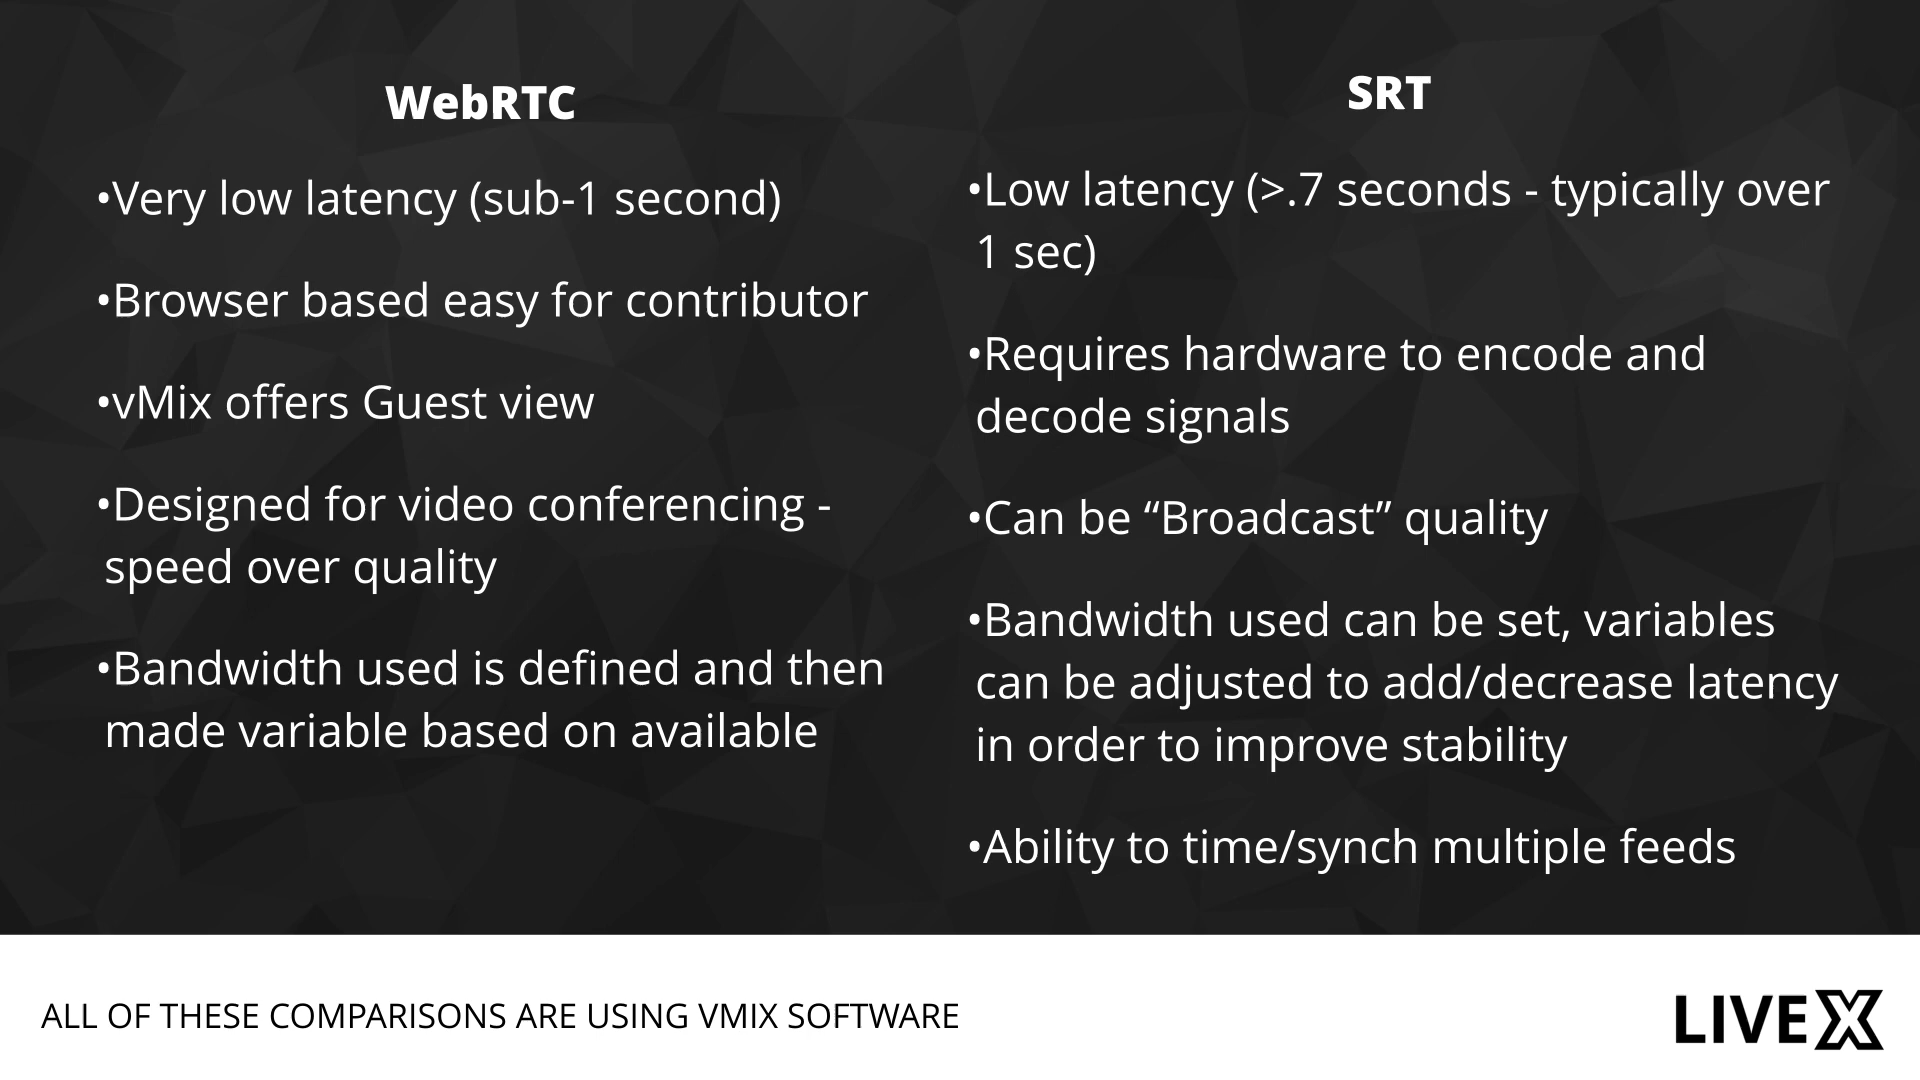 WebRTC
•Very low latency (sub-1 second)
•Browser based easy for contributor
•vMix offers Guest view
•Designed for video conferencing -
speed over quality
•Bandwidth used is defined and then
made variable based on available
SRT
•Low latency (>.7 seconds - typically over
1 sec)
•Requires hardware to encode and
decode signals
•Can be “Broadcast” quality
•Bandwidth used can be set, variables
can be adjusted to add/decrease latency
in order to improve stability
•Ability to time/synch multiple feeds
ALL OF THESE COMPARISONS ARE USING VMIX SOFTWARE
LIVEX